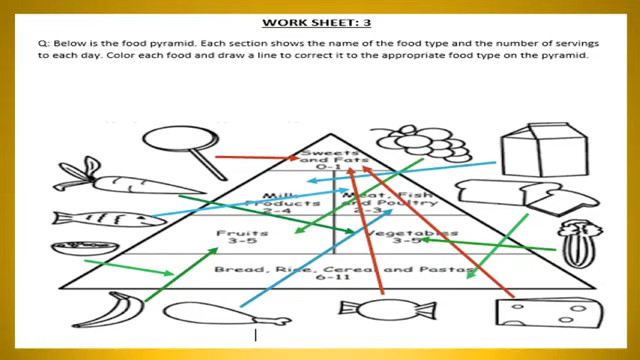 WORK SHEET: 3
Q: Below is the food pyramid. Each section shows the name of the food type and the number of servings
to each day. Color each food and draw a line to correct it to the appropriate food type on the pyramid.
Sweets
and Fats
0-1
Milk
Products
2-4
Meat, Fish
and Poultry
2-3
Fruits
3-5
Vegetables
3-5
Bread, Rice, Cereal and Pastas
6-11